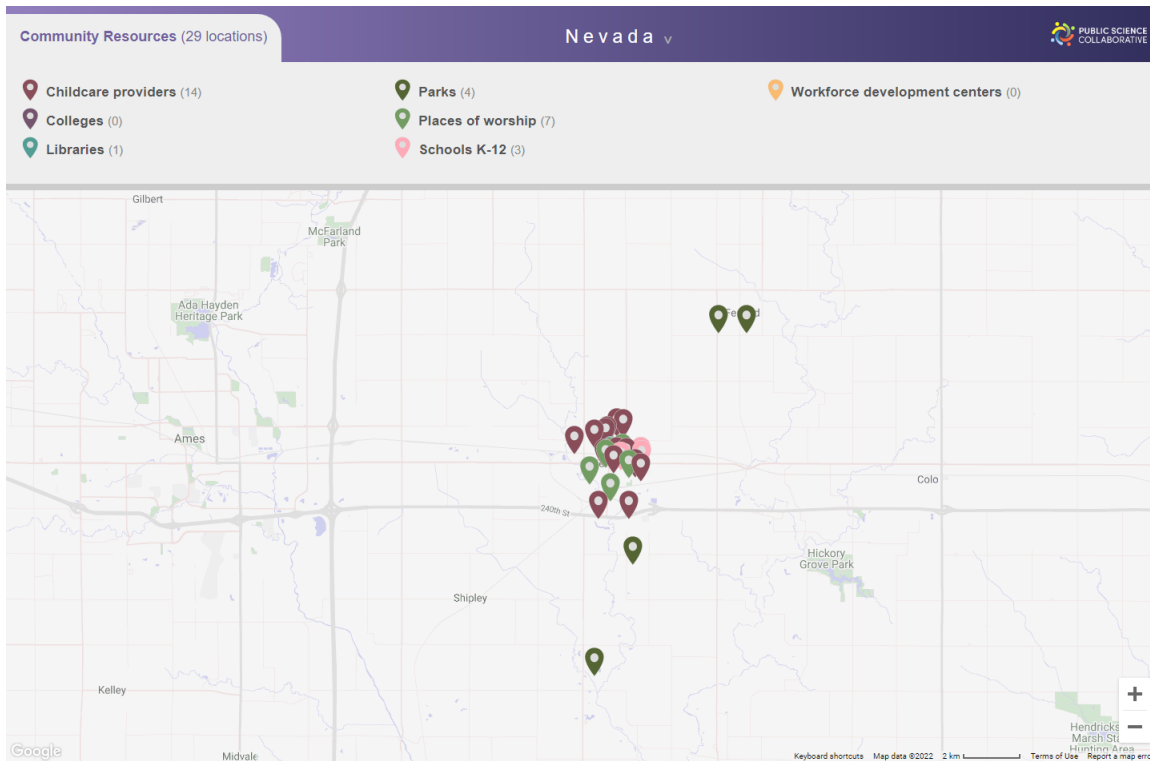 Community Resources (29 locations)
Nevada v
PUBLIC SCIENCE
COLLABORATIVE
Childcare providers (14)
Colleges (0)
Libraries (1)
Parks (4)
Places of worship (7)
Schools K-12 (3)
Workforce development centers (0)
Gilbert
McFarland
Park
Ada Hayden
Heritage Park
Ames
Colo
240th St
Hickory
Grove Park
Shipley
Kelley
Hendricks
Marsh Sta
Hunting Area
Midvale
+
−
Google
Keyboard shortcuts Map data ©2022 2 km Terms of Use Report a map erro